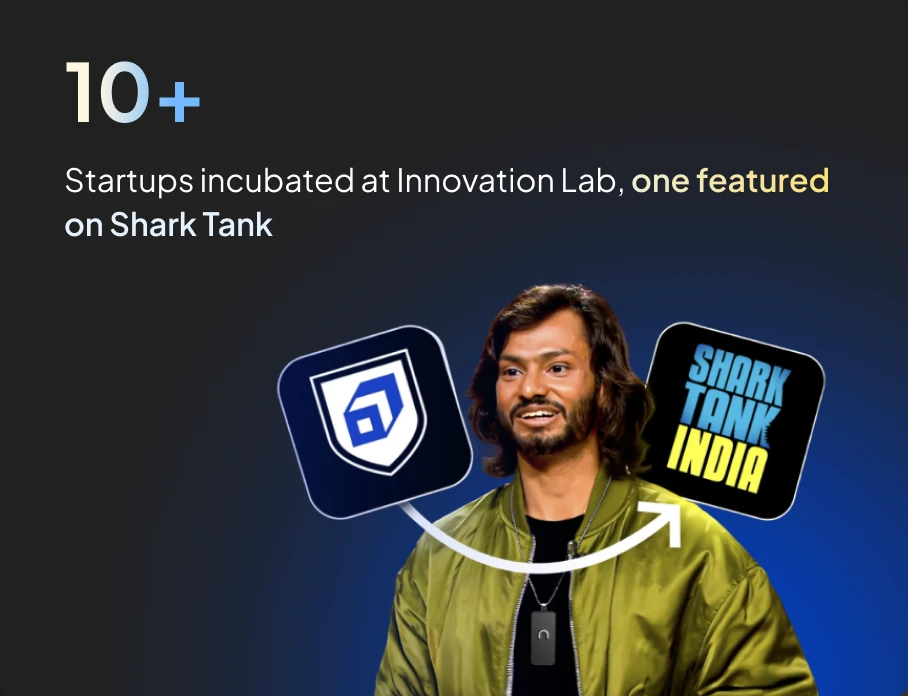 10+
Startups incubated at Innovation Lab, one featured
on Shark Tank
SHARK
TANK
INDIA